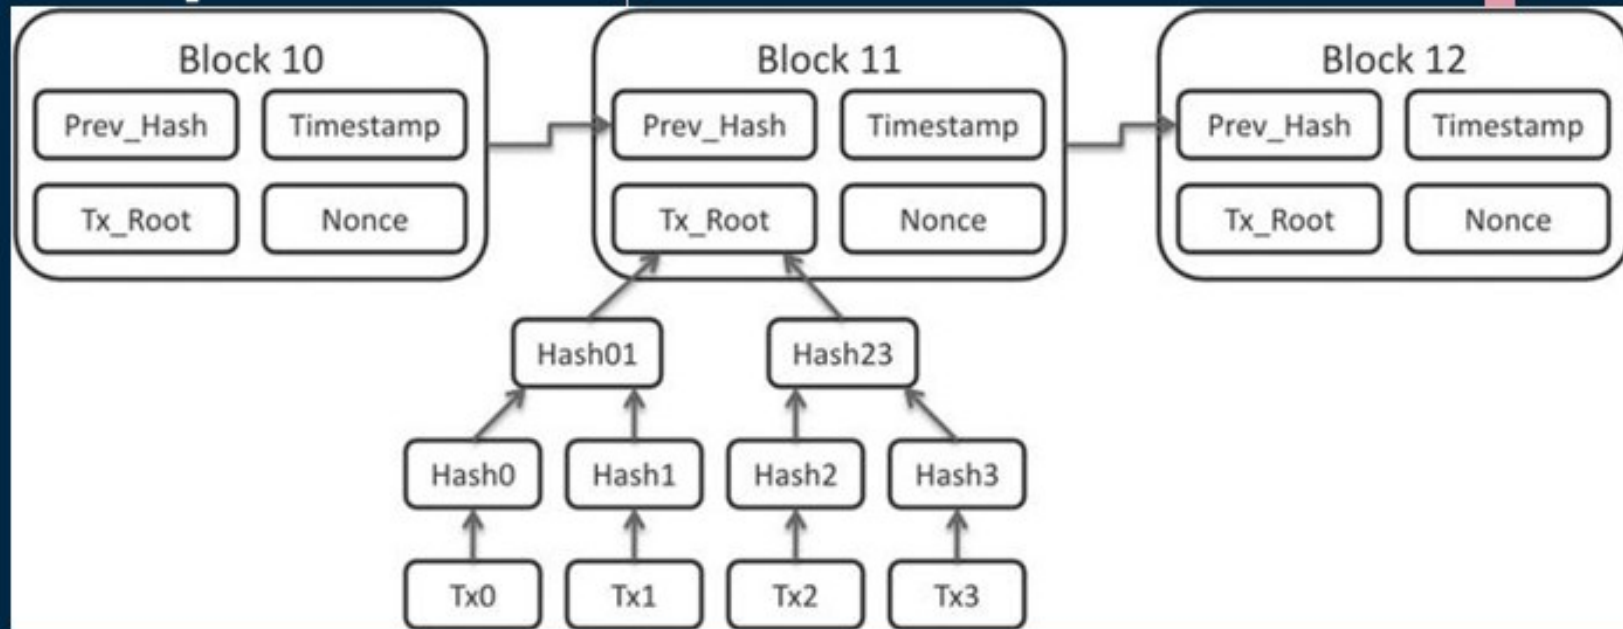 Block 10
Block 11
Block 12
Prev_Hash Timestamp
Prev_Hash Timestamp
Prev_Hash Timestamp
Tx_Root Nonce
Tx_Root Nonce
Tx_Root Nonce
Hash01 Hash23
Hash0 Hash1 Hash2 Hash3
Tx0 Tx1 Tx2 Tx3